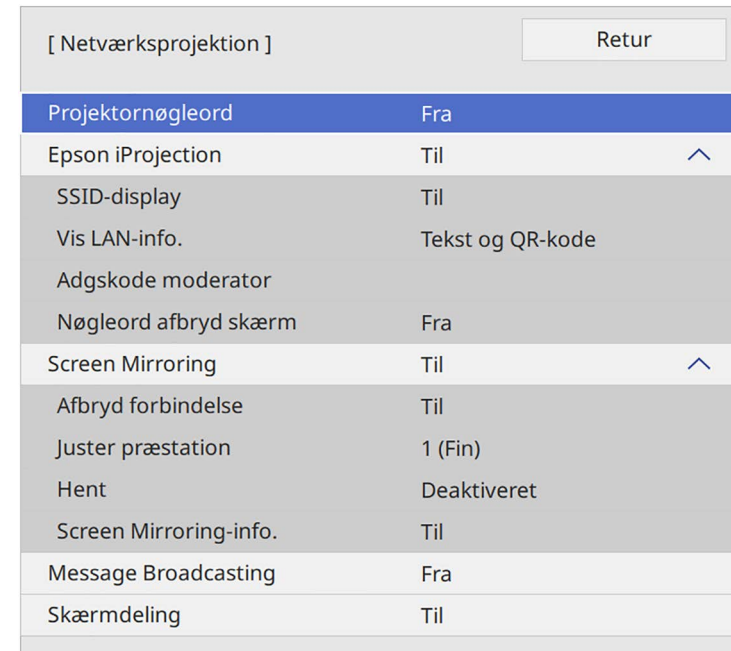 [ Netværksprojektion ] Retur
Projektornøgleord Fra
Epson iProjection Til
SSID-display Til
Vis LAN-info. Tekst og QR-kode
Adgskode moderator
Nøgleord afbryd skærm Fra
Screen Mirroring Til
Afbryd forbindelse Til
Juster præstation 1 (Fin)
Hent Deaktiveret
Screen Mirroring-info. Til
Message Broadcasting Fra
Skærmdeling Til